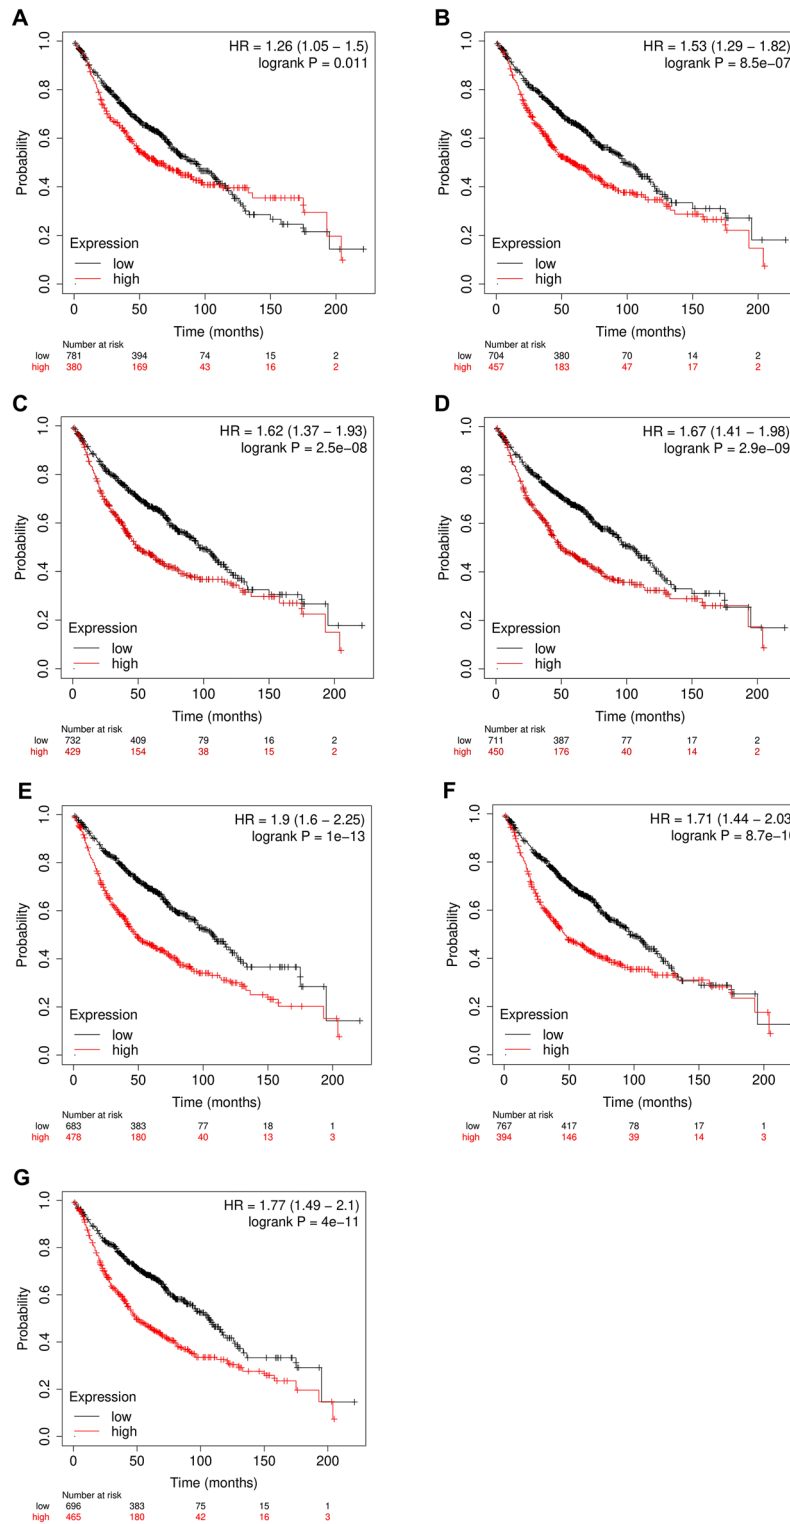 A
HR = 1.26 (1.05 − 1.5)
logrank P = 0.011
Probability
1.0
0.8
0.6
0.4
0.2
0.0
Expression
low
high
0 50 100 150 200
Time (months)
Number at risk
low 781 394 74 15 2
high 380 169 43 16 2
B
HR = 1.53 (1.29 − 1.82)
logrank P = 8.5e−07
Probability
1.0
0.8
0.6
0.4
0.2
0.0
Expression
low
high
0 50 100 150 200
Time (months)
Number at risk
low 704 380 70 14 2
high 457 183 47 17 2
C
HR = 1.62 (1.37 − 1.93)
logrank P = 2.5e−08
Probability
1.0
0.8
0.6
0.4
0.2
0.0
Expression
low
high
0 50 100 150 200
Time (months)
Number at risk
low 732 409 79 16 2
high 429 154 38 15 2
D
HR = 1.67 (1.41 − 1.98)
logrank P = 2.9e−09
Probability
1.0
0.8
0.6
0.4
0.2
0.0
Expression
low
high
0 50 100 150 200
Time (months)
Number at risk
low 711 387 77 17 2
high 450 176 40 14 2
E
HR = 1.9 (1.6 − 2.25)
logrank P = 1e−13
Probability
1.0
0.8
0.6
0.4
0.2
0.0
Expression
low
high
0 50 100 150 200
Time (months)
Number at risk
low 683 383 77 18 1
high 478 180 40 13 3
F
HR = 1.71 (1.44 − 2.03
logrank P = 8.7e−1
Probability
1.0
0.8
0.6
0.4
0.2
0.0
Expression
low
high
0 50 100 150 200
Time (months)
Number at risk
low 767 417 78 17 1
high 394 146 39 14 3
G
HR = 1.77 (1.49 − 2.1)
logrank P = 4e−11
Probability
1.0
0.8
0.6
0.4
0.2
0.0
Expression
low
high
0 50 100 150 200
Time (months)
Number at risk
low 696 383 75 15 1
high 465 180 42 16 3